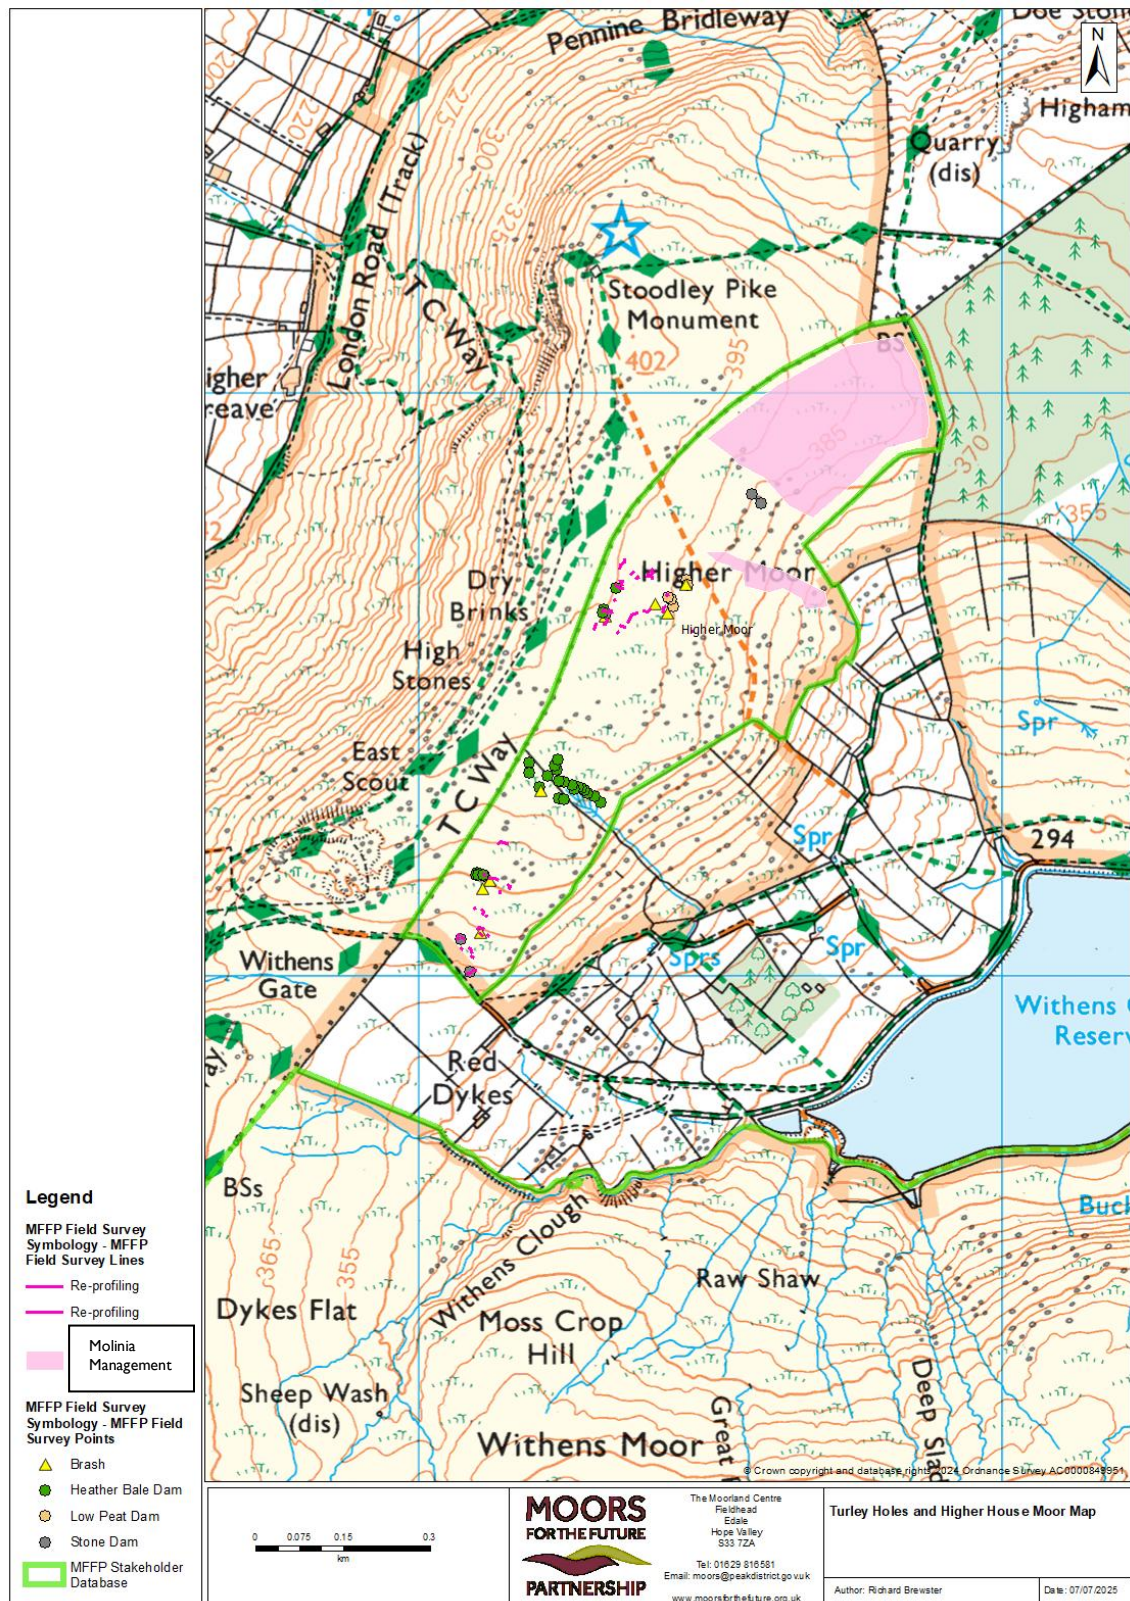 Pennine Bridleway
Doe Ston
N
Higham
Quarry
(dis)
220
275
300
325
London Road (Track)
T C Way
Stoodley Pike
Monument
402
395
BS
igher
reave
385
370
355
Dry
Brinks
Higher Moor
Higher Moor
High
Stones
East
Scout
T C Way
Spr
Spr
294
Withens
Gate
Sprs
Spr
Withens
Reserv
Red
Dykes
BSs
365
355
Withens Clough
Buck
Raw Shaw
Dykes Flat
Moss Crop
Hill
Sheep Wash
(dis)
Great
Deep Slad
Withens Moor
© Crown copyright and database rights 2024 Ordnance Survey AC0000849951
Legend
MFFP Field Survey
Symbology - MFFP
Field Survey Lines
Re-profiling
Re-profiling
Molinia
Management
MFFP Field Survey
Symbology - MFFP Field
Survey Points
Brash
Heather Bale Dam
Low Peat Dam
Stone Dam
MFFP Stakeholder
Database
0 0.075 0.15 0.3
km
MOORS
FOR THE FUTURE
PARTNERSHIP
The Moorland Centre
Fieldhead
Edale
Hope Valley
S33 7ZA
Tel: 01629 816581
Email: moors@peakdistrict.gov.uk
www.moorsforthefuture.org.uk
Turley Holes and Higher House Moor Map
Author: Richard Brewster
Date: 07/07/2025